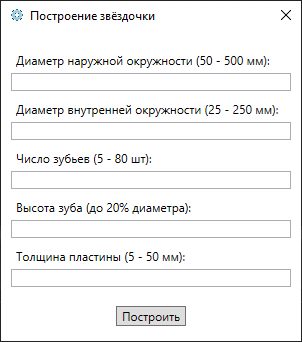 Построение звёздочки
Диаметр наружной окружности (50 - 500 мм):
Диаметр внутренней окружности (25 - 250 мм):
Число зубьев (5 - 80 шт):
Высота зуба (до 20% диаметра):
Толщина пластины (5 - 50 мм):
Построить